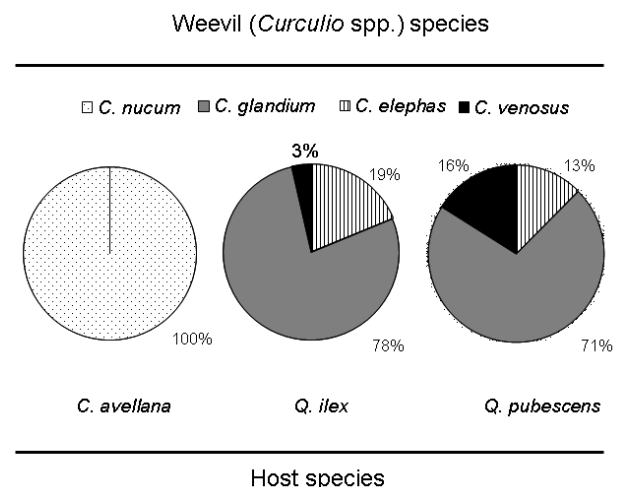 Weevil (Curculio spp.) species
C. nucum C. glandium C. elephas C. venosus
3%
19%
16%
13%
100%
78%
71%
C. avellana Q. ilex Q. pubescens
Host species